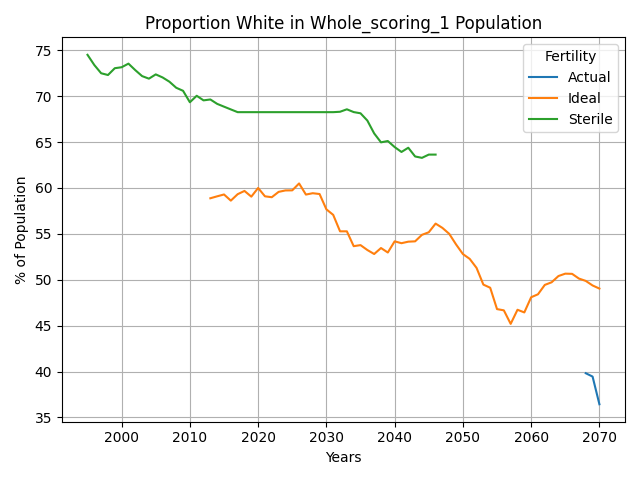 Proportion White in Whole_scoring_1 Population
Fertility
Actual
Ideal
Sterile
% of Population
75
70
65
60
55
50
45
40
35
2000
2010
2020
2030
2040
2050
2060
2070
Years